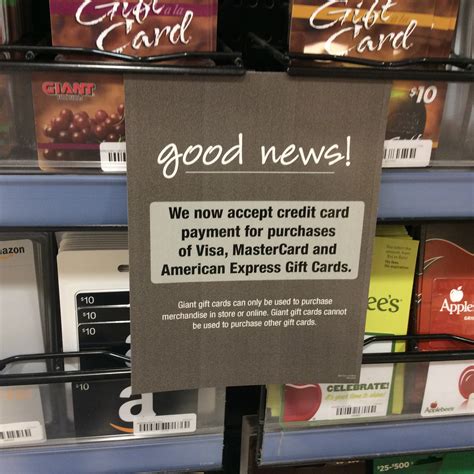 Gift
a la
Card
Gift
Card
GIANT
$10
good news!
We now accept credit card
payment for purchases
of Visa, MasterCard and
American Express Gift Cards.
Giant gift cards can only be used to purchase
merchandise in store or online. Giant gift cards cannot
be used to purchase other gift cards.
azon
$10
$10
$10
a
ee's
Apple
CELEBRATE!
Applebee's
$25-$500